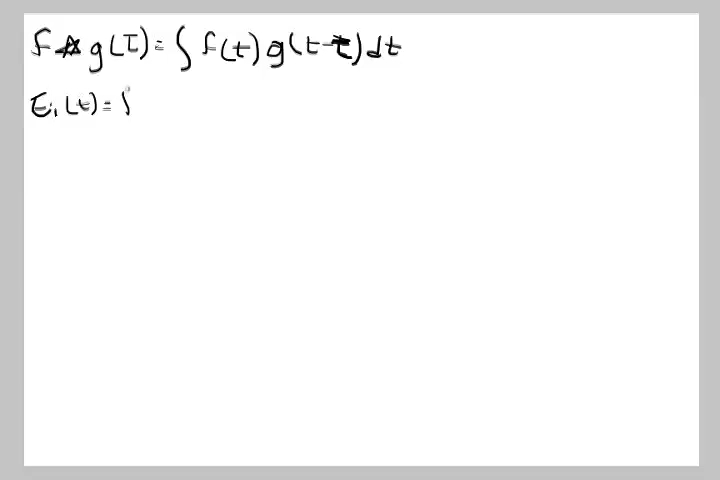 f ☆ g(τ) = ∫ f(t) g(t-τ) dt
E₁(t) = ∫